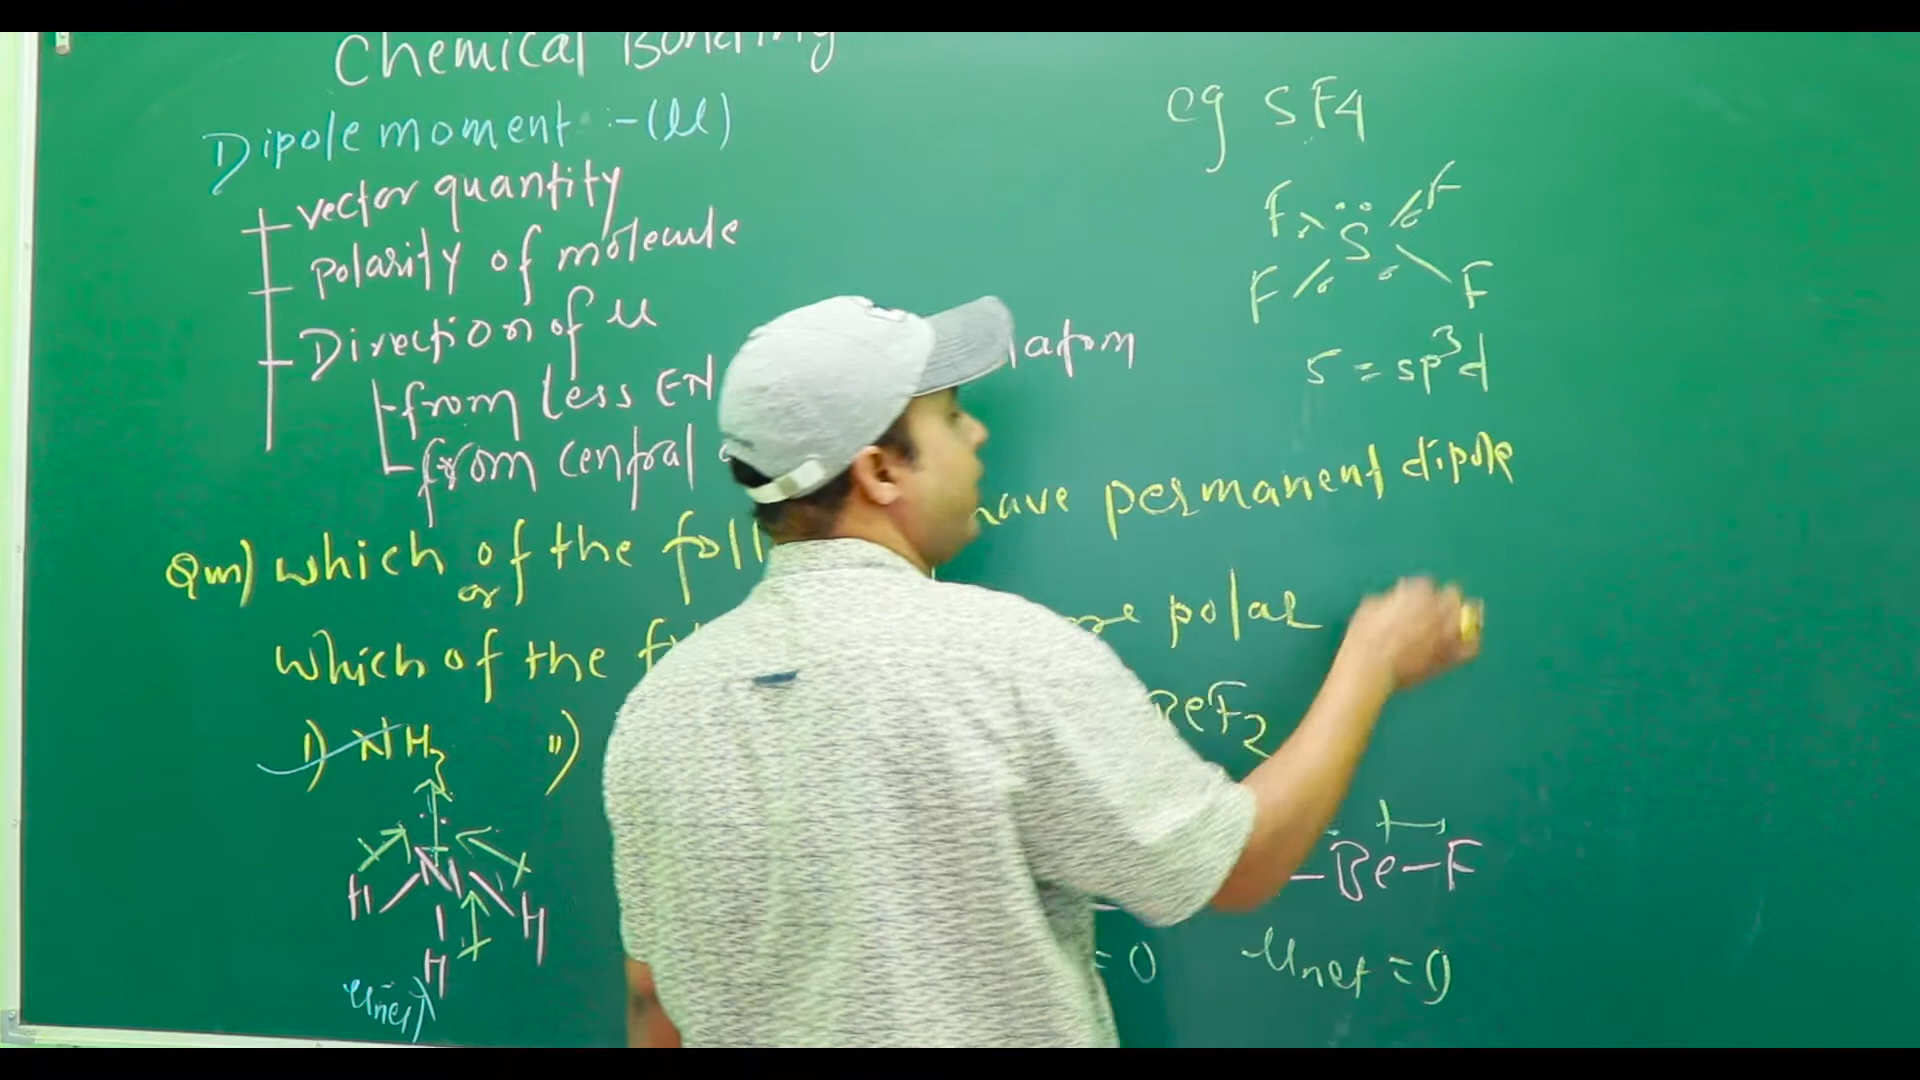 Chemical Bonding
Dipole moment :- (μ)
vector quantity
polarity of molecule
Direction of μ
from less EN
atom
from central
Qm) which of the foll have permanent dipole
or
which of the polar
i) NH3 ii) BeF2
N
H H
H
μnet
= 0
-Be-F
μnet = 0
eg SF4
F F
S
F F
5 = sp3d